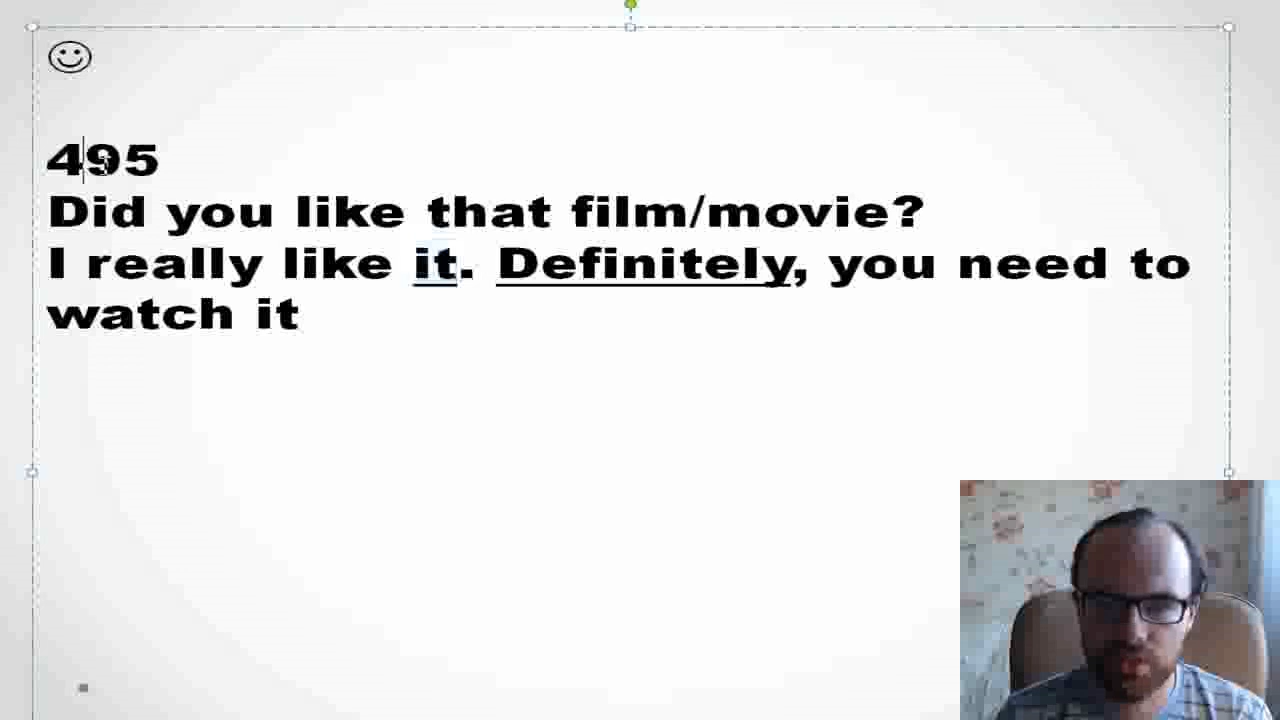 495
Did you like that film/movie?
I really like it. Definitely, you need to
watch it